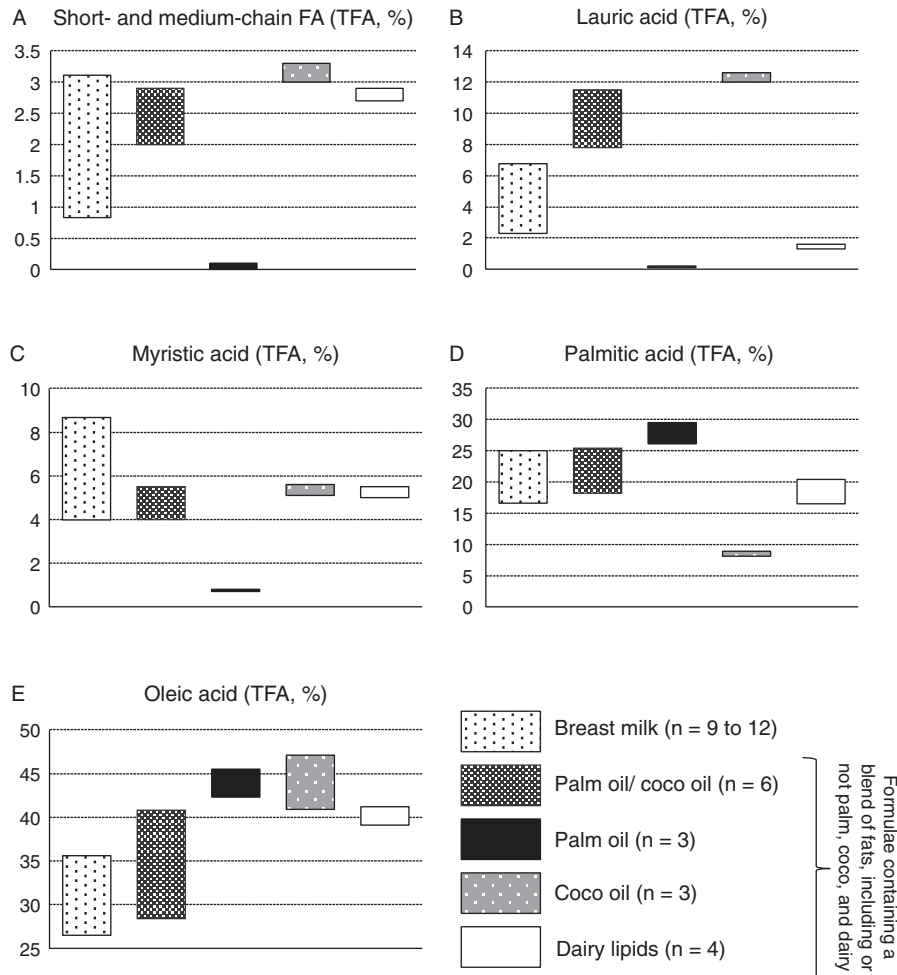 A Short- and medium-chain FA (TFA, %)
3.5
3
2.5
2
1.5
1
0.5
0
B Lauric acid (TFA, %)
14
12
10
8
6
4
2
0
C Myristic acid (TFA, %)
10
8
6
4
2
0
D Palmitic acid (TFA, %)
35
30
25
20
15
10
5
0
E Oleic acid (TFA, %)
50
45
40
35
30
25
Breast milk (n = 9 to 12)
Palm oil/ coco oil (n = 6)
Palm oil (n = 3)
Coco oil (n = 3)
Dairy lipids (n = 4)
Formulae containing a
blend of fats, including or
not palm, coco, and dairy